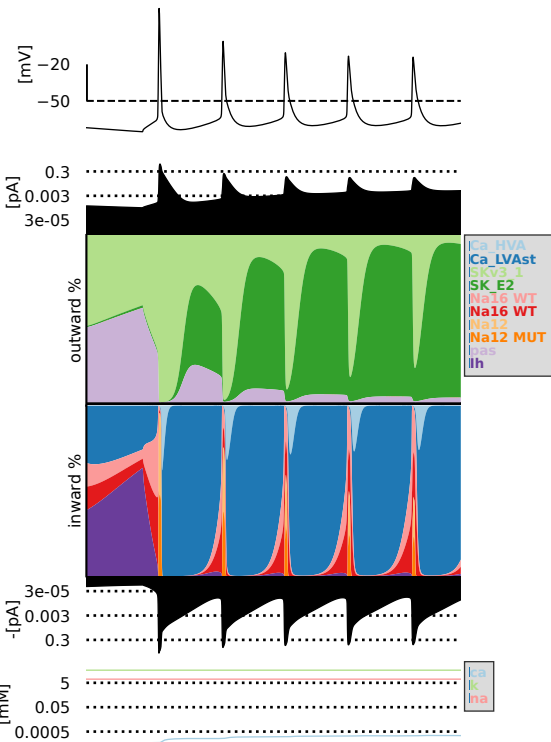 [mV]
−20
−50
[pA]
0.3
0.003
3e-05
outward %
Ca_HVA
Ca_LVAst
SKv3_1
SK_E2
Na16 WT
Na16 WT
Na12
Na12 MUT
pas
Ih
inward %
-[pA]
3e-05
0.003
0.3
[mM]
5
0.05
0.0005
ca
k
na